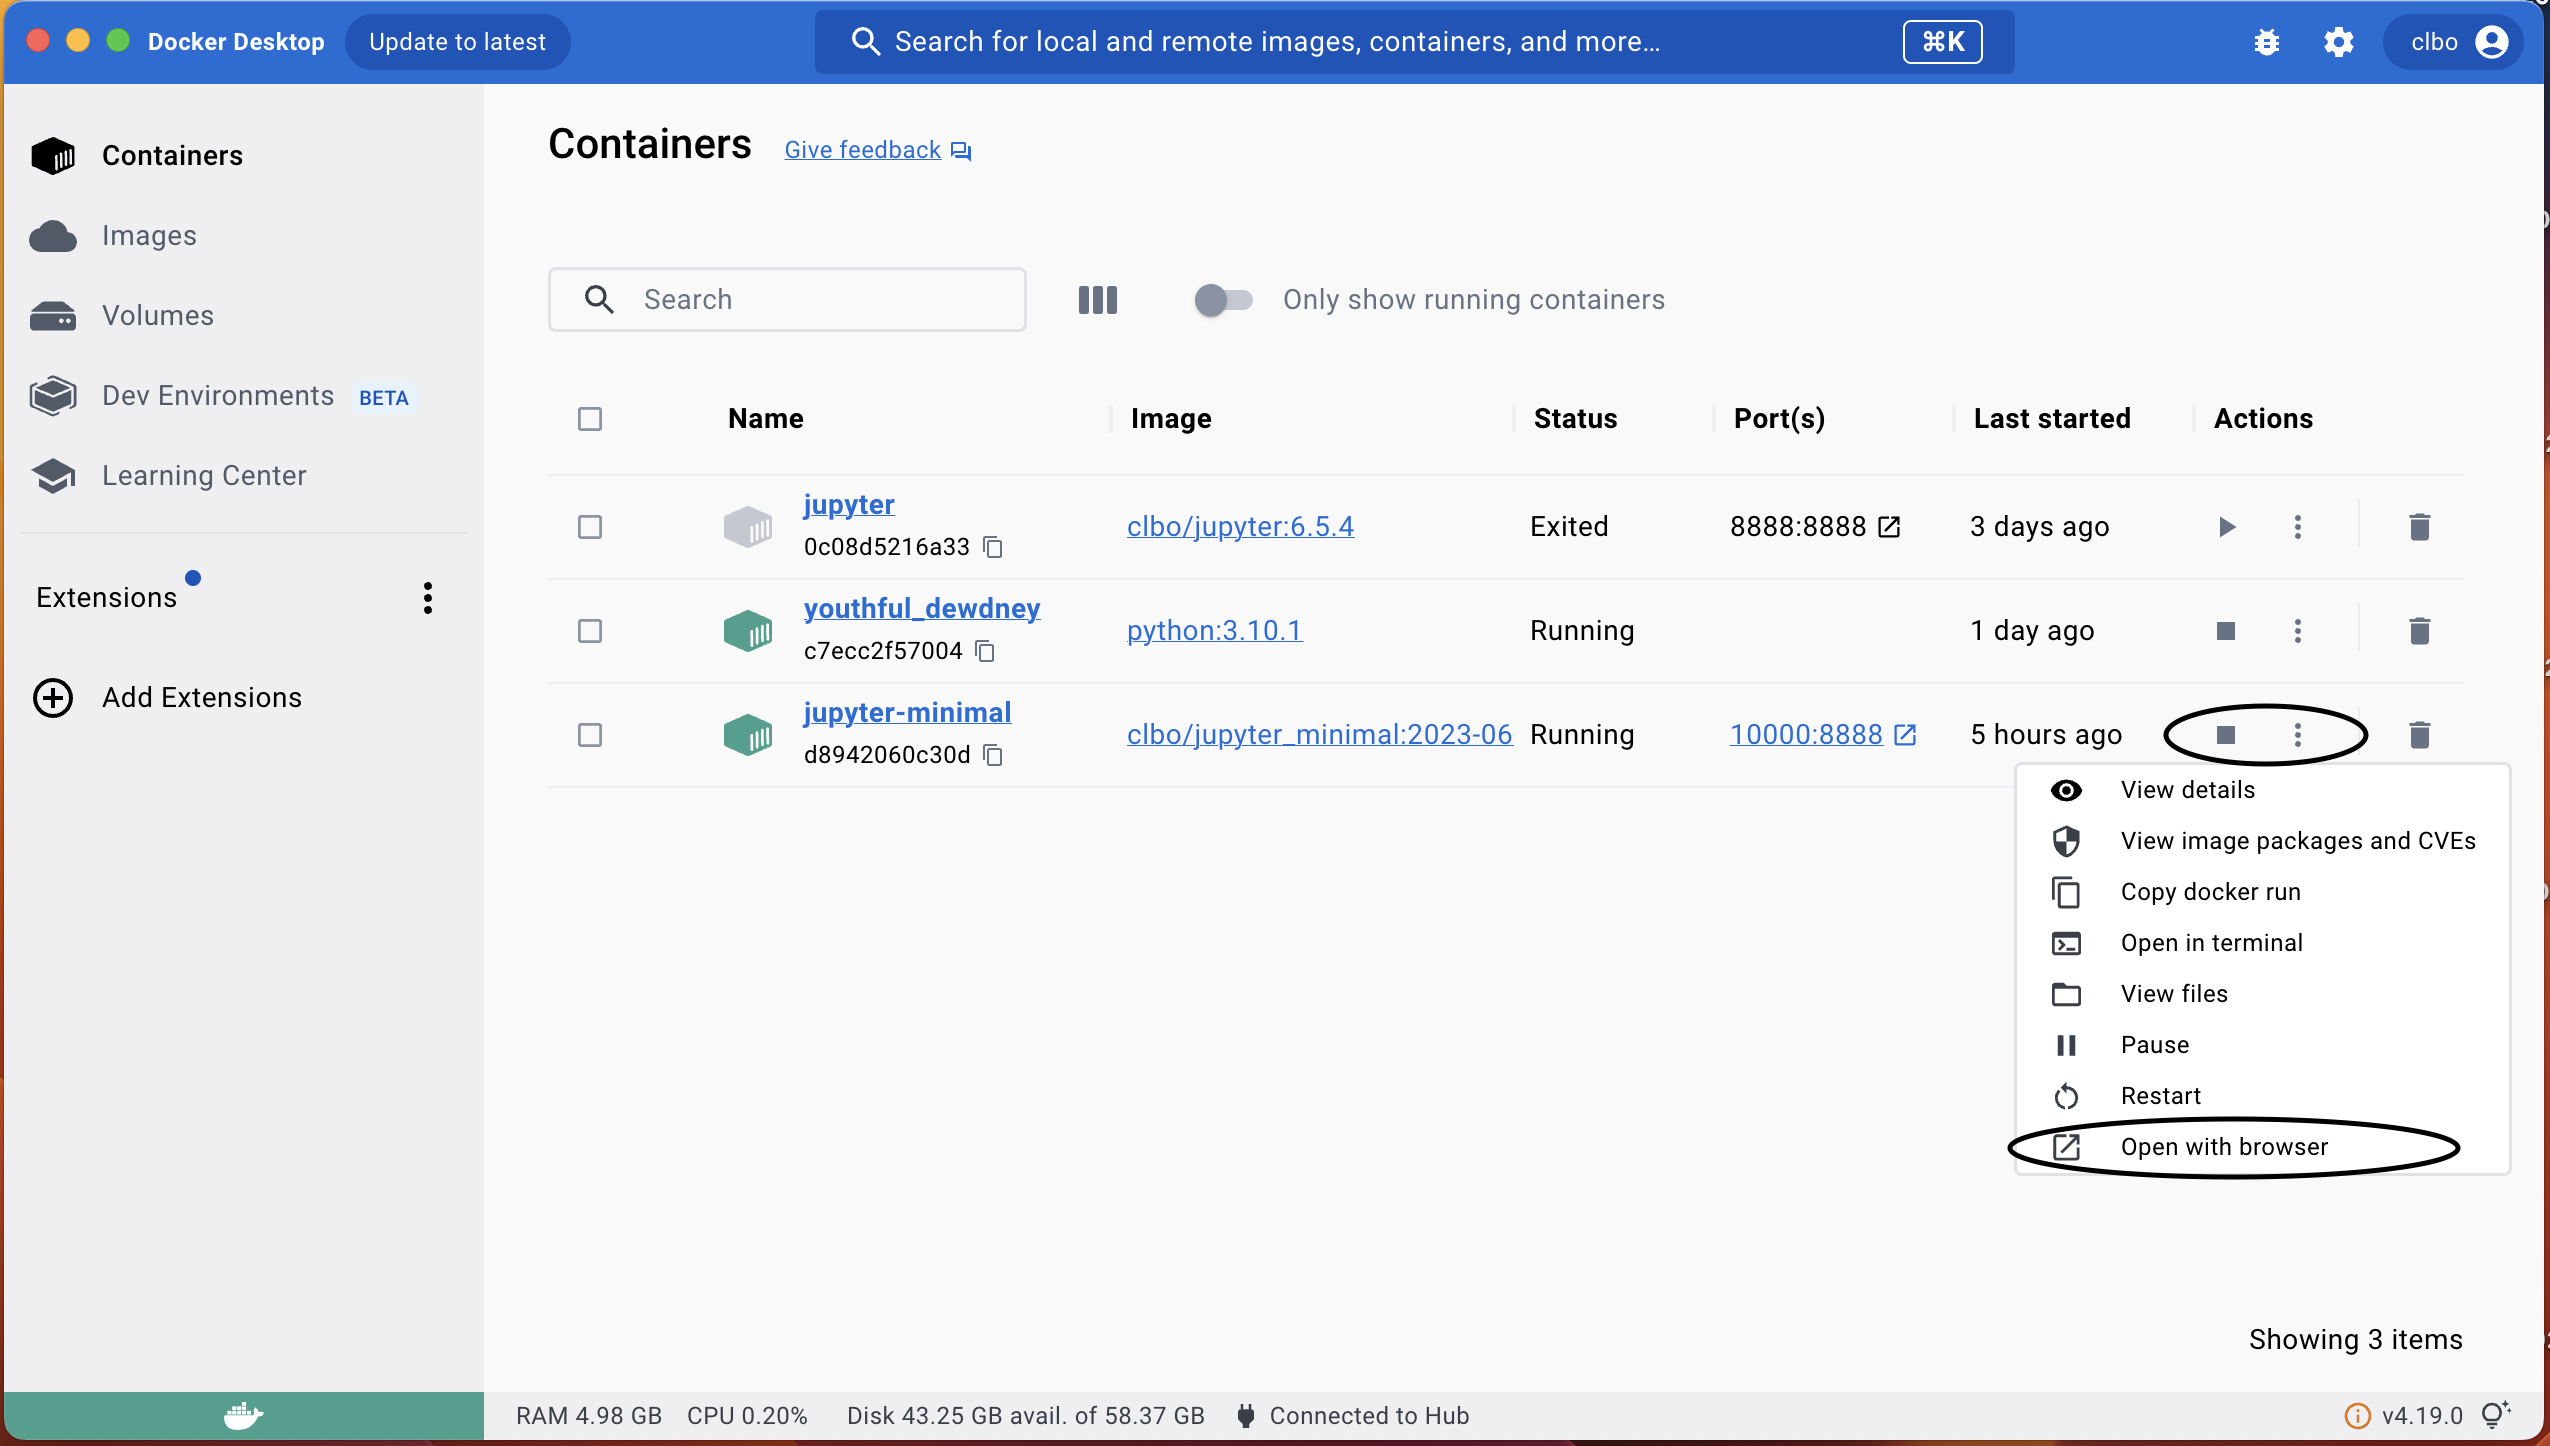 Docker Desktop Update to latest Search for local and remote images, containers, and more... ⌘K clbo
Containers
Images
Volumes
Dev Environments BETA
Learning Center
Extensions
Add Extensions
Containers Give feedback
Search Only show running containers
Name Image Status Port(s) Last started Actions
jupyter
0c08d5216a33
clbo/jupyter:6.5.4 Exited 8888:8888 3 days ago
youthful_dewdney
c7ecc2f57004
python:3.10.1 Running 1 day ago
jupyter-minimal
d8942060c30d
clbo/jupyter_minimal:2023-06 Running 10000:8888 5 hours ago
View details
View image packages and CVEs
Copy docker run
Open in terminal
View files
Pause
Restart
Open with browser
Showing 3 items
RAM 4.98 GB CPU 0.20% Disk 43.25 GB avail. of 58.37 GB Connected to Hub v4.19.0